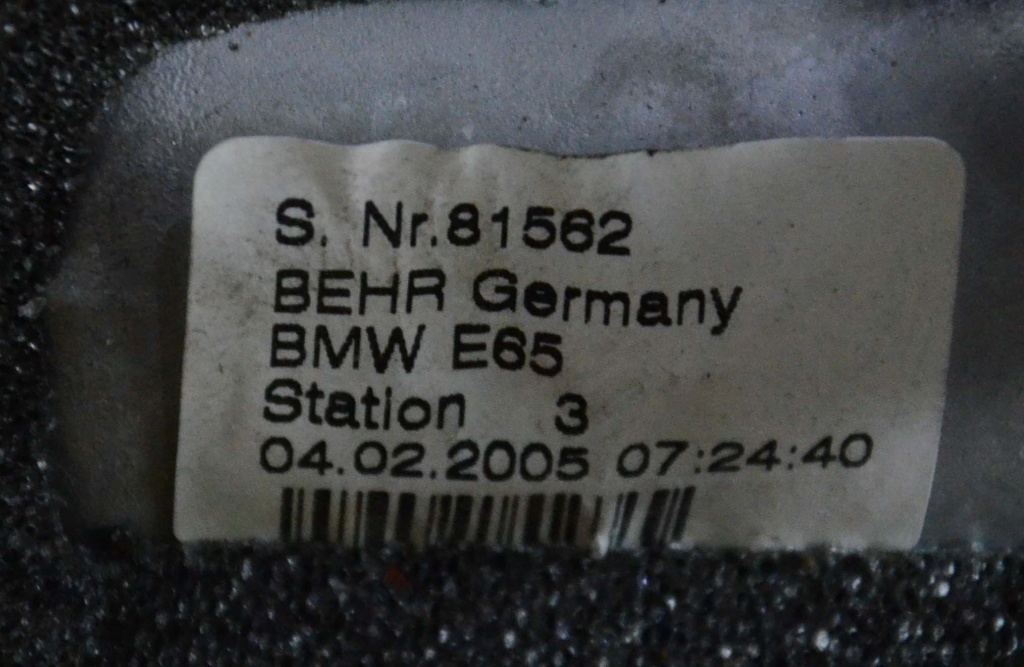 S. Nr.81562
BEHR Germany
BMW E65
Station 3
04.02.2005 07:24:40